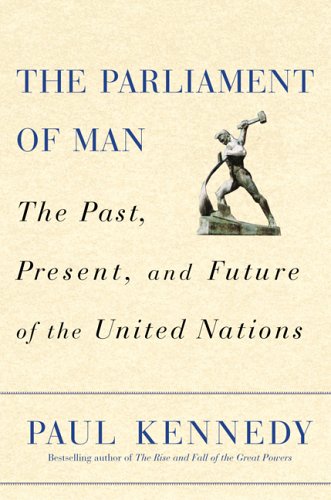 THE PARLIAMENT
OF MAN
The Past,
Present, and Future
of the United Nations
PAUL KENNEDY
Bestselling author of The Rise and Fall of the Great Powers